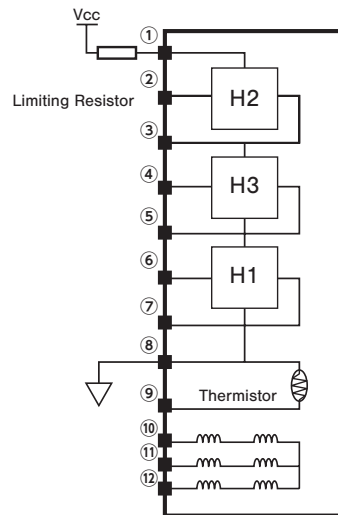 Vcc
①
②
H2
Limiting Resistor
③
④
H3
⑤
⑥
H1
⑦
⑧
⑨
Thermistor
⑩
⑪
⑫